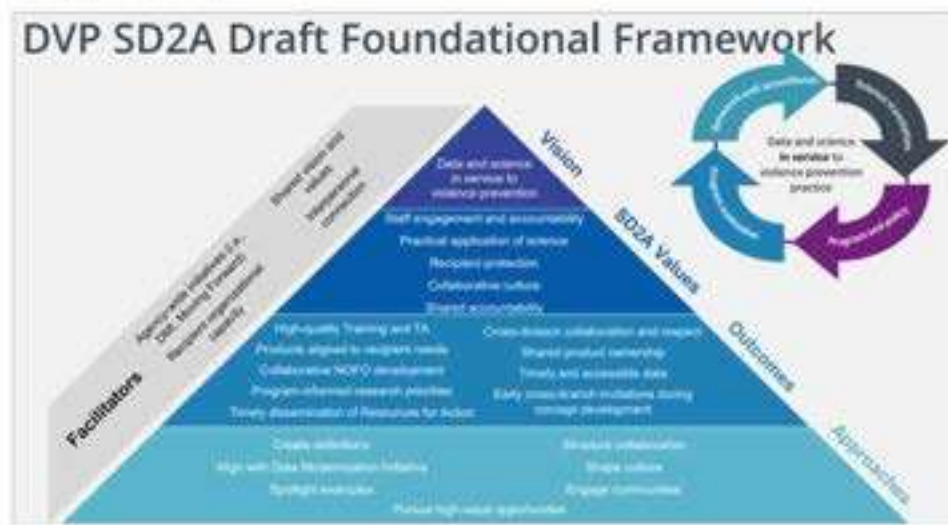 DVP SD2A Draft Foundational Framework
Data and science
in service to
violence prevention
practice
Program and policy
Vision
SD2A Values
Outcomes
Approaches
Facilitators
Shared vision and
values
Interpersonal
connection
Agency-wide initiatives
Moving Forward
Recipient organizational
capacity
Data and science
in service to
violence prevention
Staff engagement and accountability
Practical application of science
Recipient protection
Collaborative culture
Shared accountability
High-quality Training and TA
Products aligned to recipient needs
Collaborative NOFO development
Program-informed research priorities
Timely dissemination of Resources for Action
Cross-division collaboration and respect
Shared product ownership
Timely and accessible data
Early cross-branch invitations during
concept development
Create definitions
Align with Data Modernization Initiative
Spotlight examples
Structure collaboration
Shape culture
Engage communities
Pursue high-value opportunities